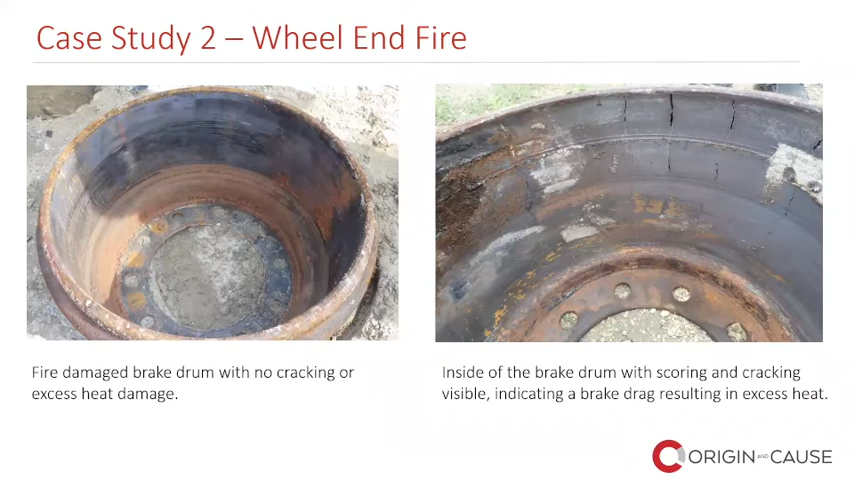 Case Study 2 – Wheel End Fire
Fire damaged brake drum with no cracking or
excess heat damage.
Inside of the brake drum with scoring and cracking
visible, indicating a brake drag resulting in excess heat.
ORIGIN AND CAUSE